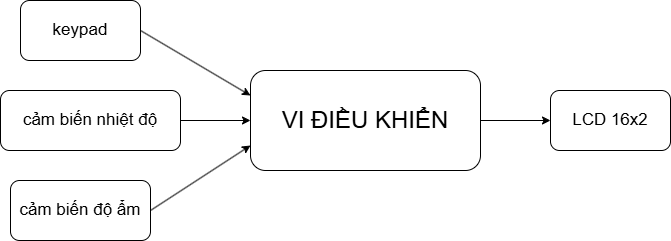 keypad
cảm biến nhiệt độ
cảm biến độ ẩm
VI ĐIỀU KHIỂN
LCD 16x2